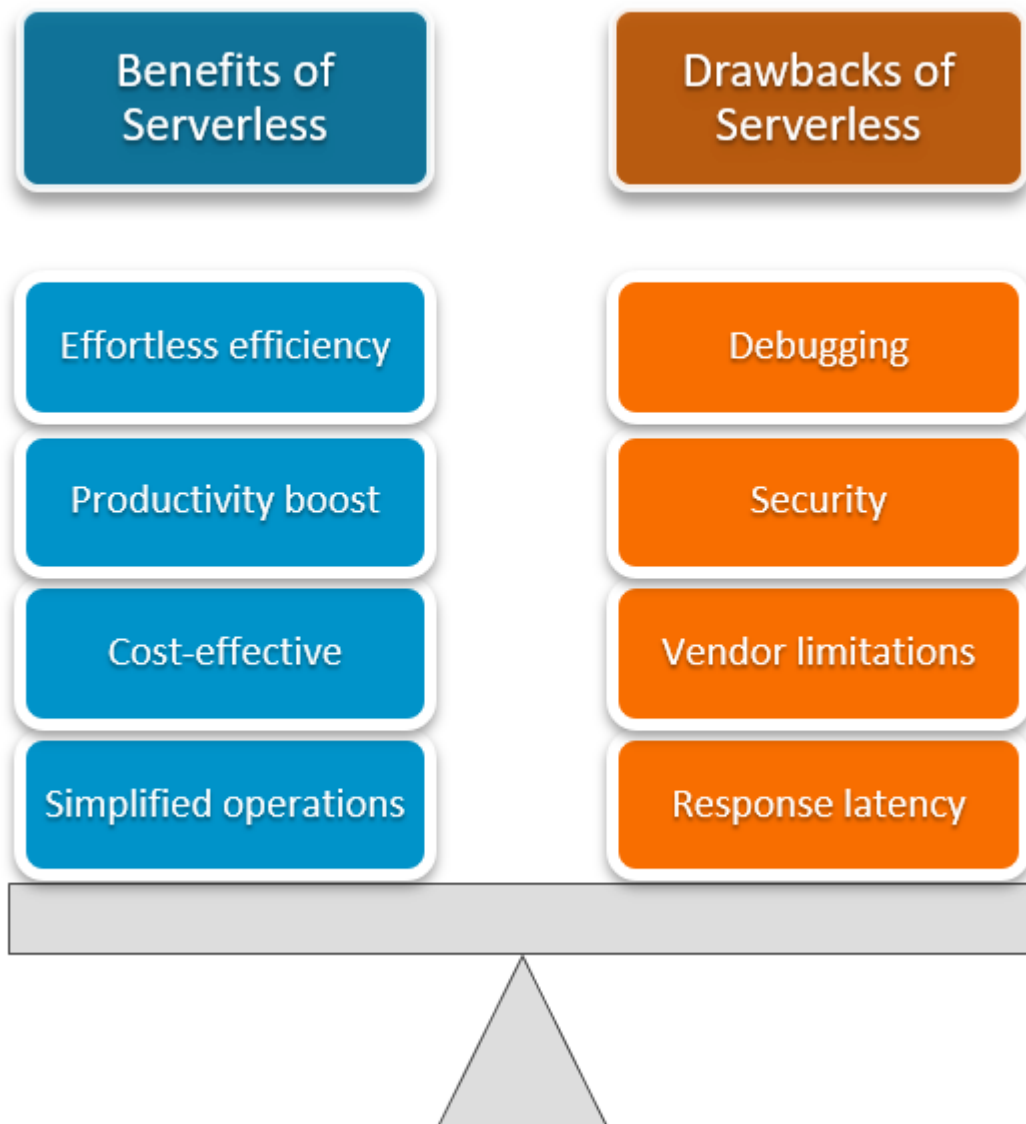 Benefits of
Serverless
Drawbacks of
Serverless
Effortless efficiency
Debugging
Productivity boost
Security
Cost-effective
Vendor limitations
Simplified operations
Response latency